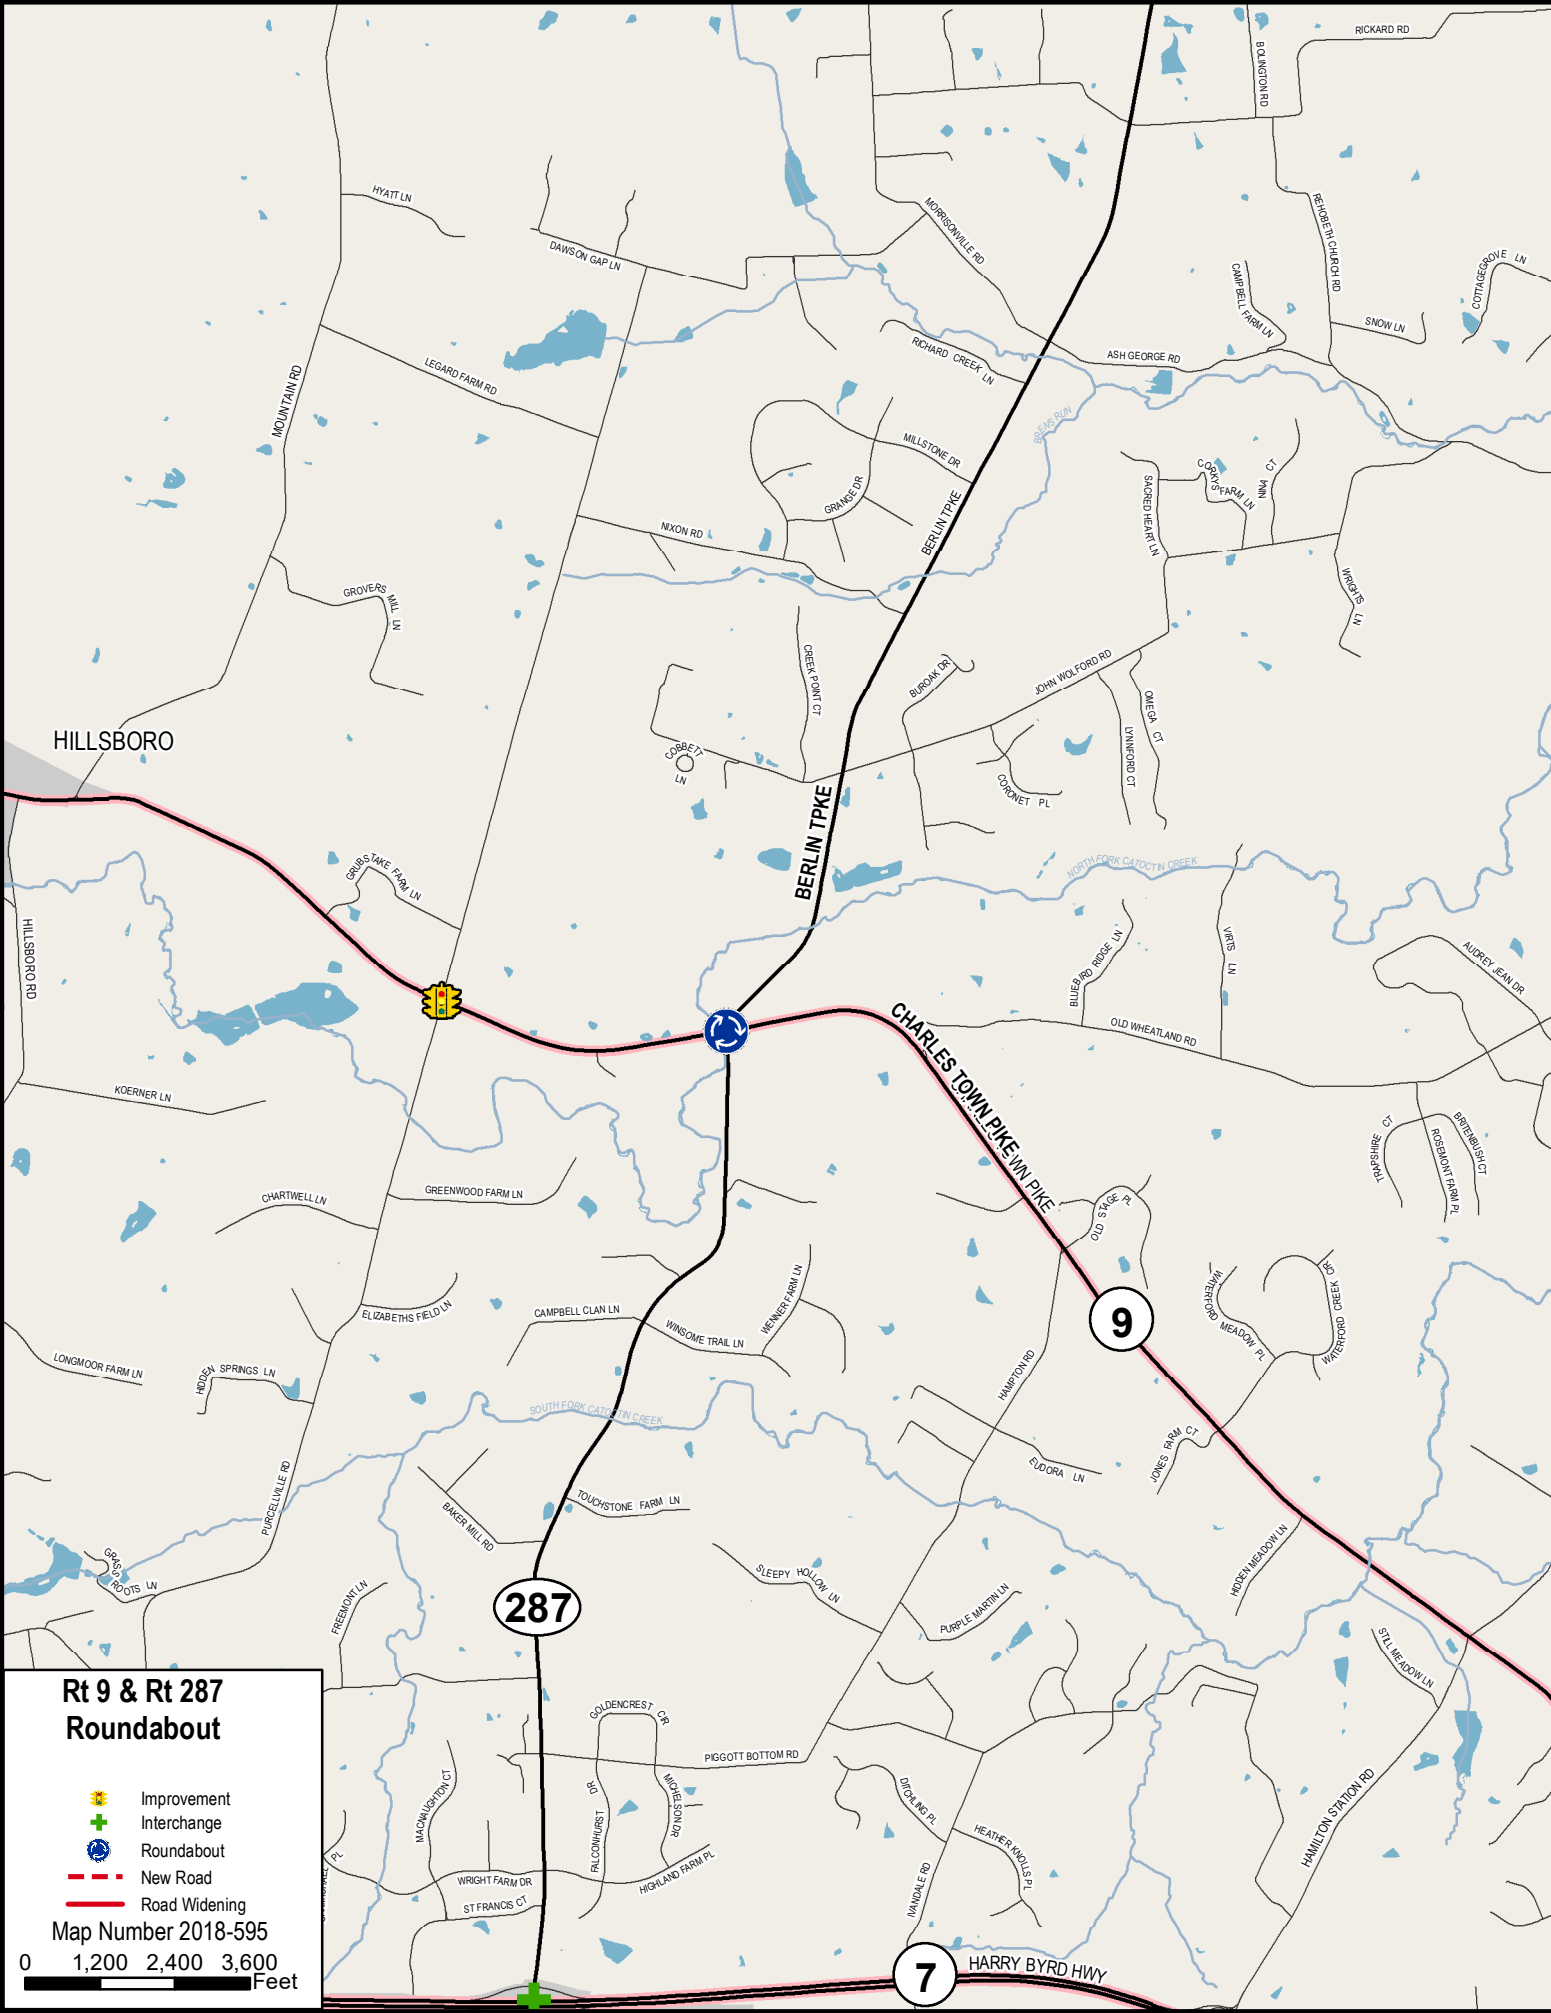 RICKARD RD
BOLINGTON RD
HYATT LN
DAWSON GAP LN
MORRISONVILLE RD
REHOBETH CHURCH RD
COTTAGEGROVE LN
CAMPBELL FARM LN
SNOW LN
RICHARD CREEK LN
ASH GEORGE RD
LEGARD FARM RD
MOUNTAIN RD
MILLSTONE DR
GRANGE DR
BERLIN TPKE
SACRED HEART LN
CORKYS FARM LN
NINA CT
NIXON RD
WRIGHTS LN
GROVERS MILL LN
CREEK POINT CT
BUROAK DR
JOHN WOLFORD RD
OMEGA CT
LYNNFORD CT
HILLSBORO
COBBETT LN
CORONET PL
BERLIN TPKE
NORTH FORK CATOCTIN CREEK
GRUBSTAKE FARM LN
HILLSBORO RD
BLUEBIRD RIDGE LN
VIRTS LN
AUDREY JEAN DR
OLD WHEATLAND RD
CHARLES TOWN PIKE
WN PIKE
KOERNER LN
TRAPSHIRE CT
ROSEMONT FARM PL
BRITENBUSH CT
CHARTWELL LN
GREENWOOD FARM LN
OLD STAGE PL
ELIZABETHS FIELD LN
CAMPBELL CLAN LN
WINSOME TRAIL LN
WENNER FARM LN
9
WATERFORD MEADOW PL
WATERFORD CREEK CIR
LONGMOOR FARM LN
HIDDEN SPRINGS LN
HAMPTON RD
SOUTH FORK CATOCTIN CREEK
JONES FARM CT
EUDORA LN
PURCELLVILLE RD
BAKER MILL RD
TOUCHSTONE FARM LN
GRASS ROOTS LN
FREEMONT LN
SLEEPY HOLLOW LN
HIDDEN MEADOW LN
287
PURPLE MARTIN LN
STILL MEADOW LN
GOLDENCREST CIR
PIGGOTT BOTTOM RD
MACNAUGHTON CT
FALCONHURST DR
MICHELSON DR
DITCHLING PL
HAMILTON STATION RD
HEATHER KNOLLS PL
WRIGHT FARM DR
HIGHLAND FARM PL
ST FRANCIS CT
IVANDALE RD
PL
7
HARRY BYRD HWY
Rt 9 & Rt 287
Roundabout
Improvement
Interchange
Roundabout
New Road
Road Widening
Map Number 2018-595
0 1,200 2,400 3,600
Feet